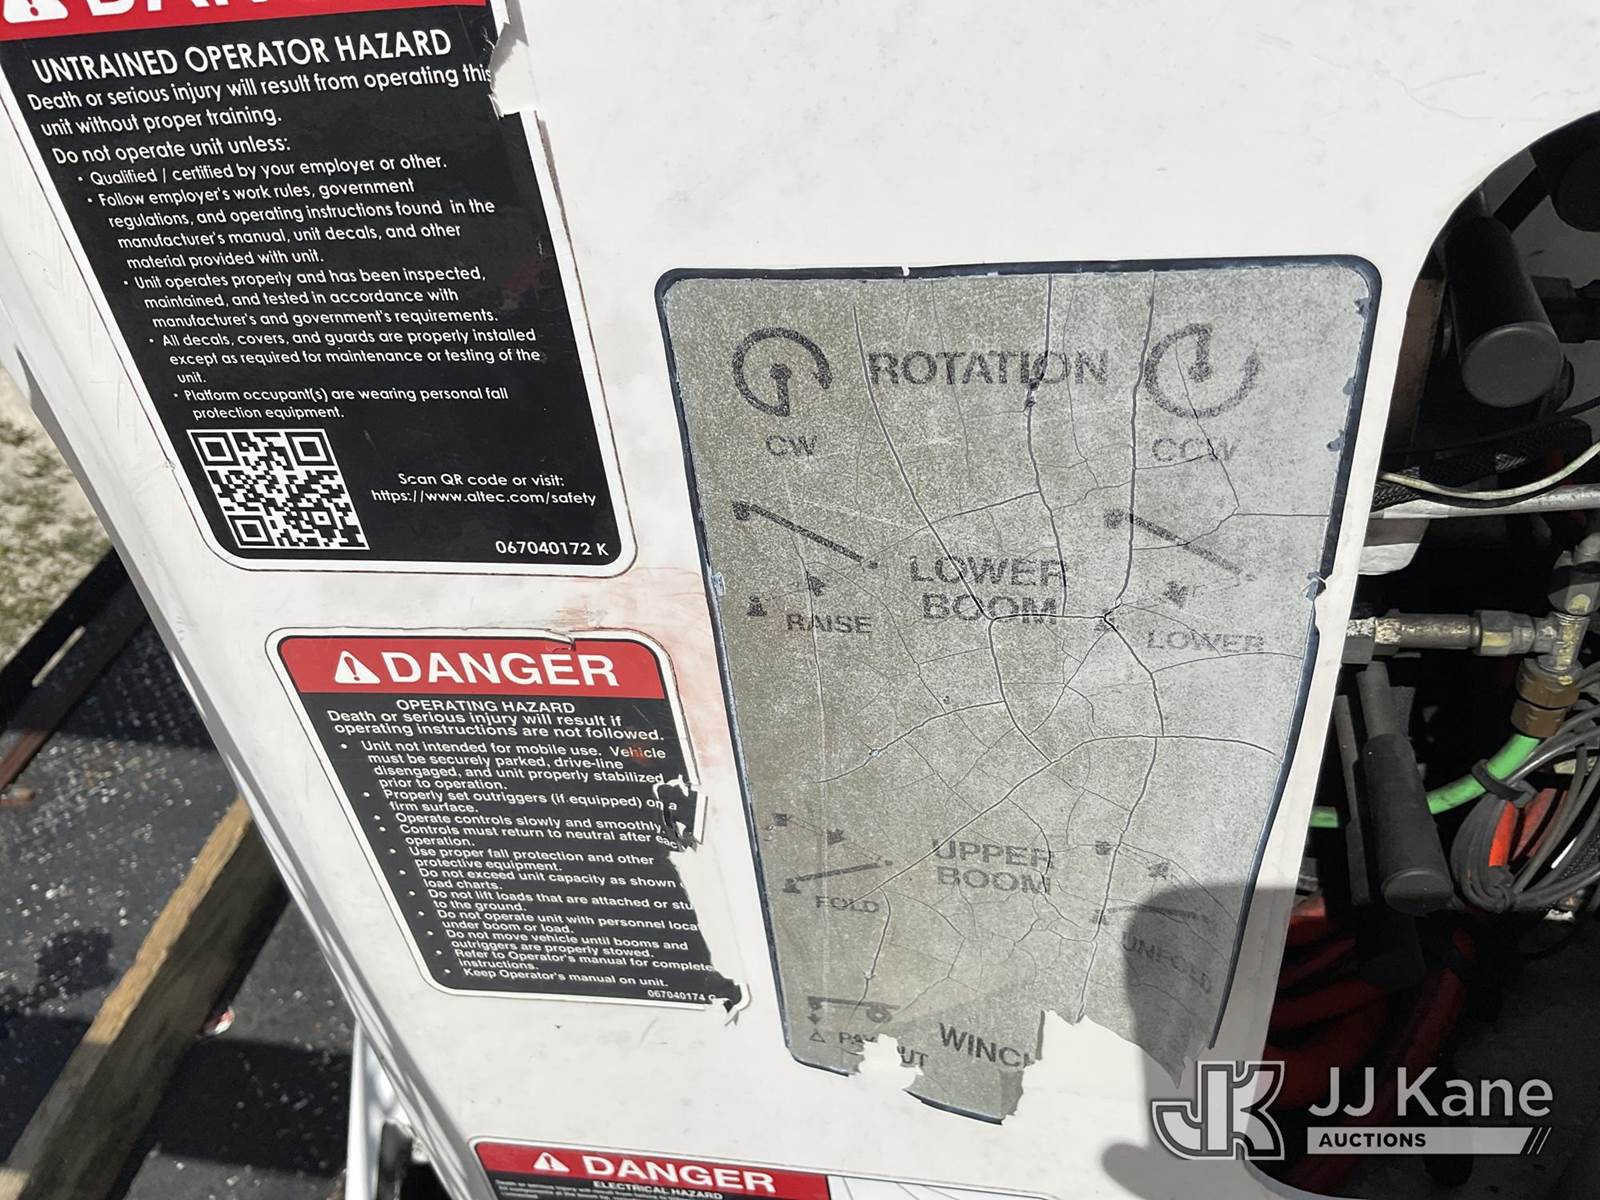 UNTRAINED OPERATOR HAZARD
Death or serious injury will result from operating this
unit without proper training.
Do not operate unit unless:
• Qualified / certified by your employer or other.
• Follow employer's work rules, government
regulations, and operating instructions found in the
manufacturer's manual, unit decals, and other
material provided with unit.
• Unit operates properly and has been inspected,
maintained, and tested in accordance with
manufacturer's and government's requirements.
• All decals, covers, and guards are properly installed
except as required for maintenance or testing of the
unit.
• Platform occupant(s) are wearing personal fall
protection equipment.
Scan QR code or visit:
https://www.altec.com/safety
067040172 K
DANGER
OPERATING HAZARD
Death or serious injury will result if
operating instructions are not followed.
• Unit not intended for mobile use. Vehicle
must be securely parked, drive-line
disengaged, and unit properly stabilized
prior to operation.
• Properly set outriggers (if equipped) on a
firm surface.
• Operate controls slowly and smoothly.
• Controls must return to neutral after eac
operation.
• Use proper fall protection and other
protective equipment.
• Do not exceed unit capacity as shown
load charts.
• Do not lift loads that are attached or stu
to the ground.
• Do not operate unit with personnel loca
under boom or load.
• Do not move vehicle until booms and
outriggers are properly stowed.
• Refer to Operator's manual for complete
instructions.
• Keep Operator's manual on unit.
067040174
ROTATION
CW
CCW
LOWER
BOOM
RAISE
LOWER
UPPER
BOOM
FOLD
UNFOLD
WINC
PAY OUT
DANGER
ELECTRICAL HAZARD
JK
JJ Kane
AUCTIONS